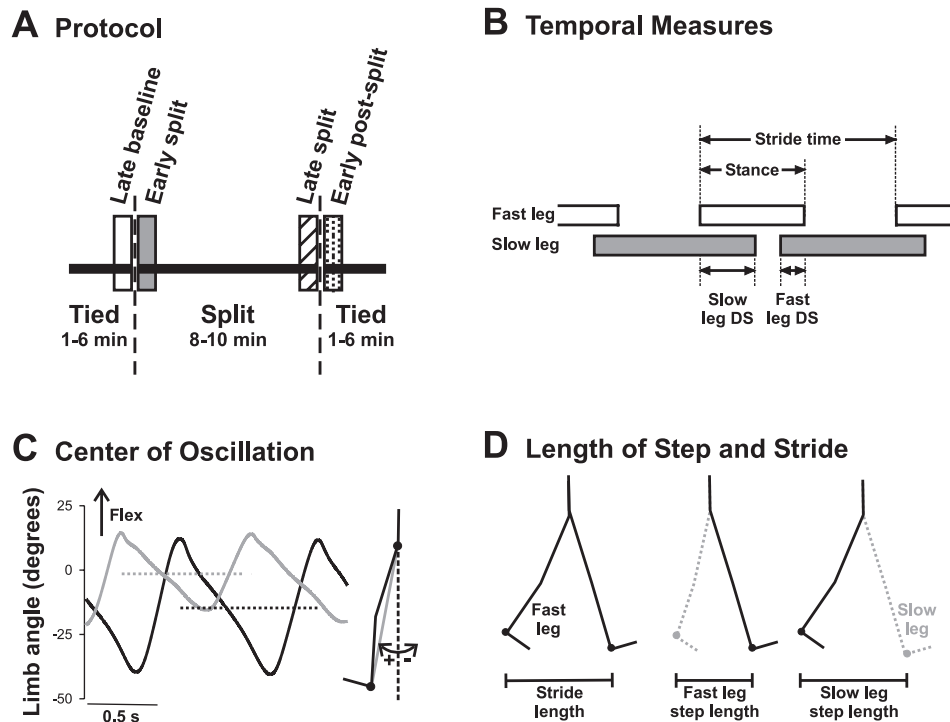 A Protocol
Late baseline
Early split
Late split
Early post-split
Tied
1-6 min
Split
8-10 min
Tied
1-6 min
B Temporal Measures
Stride time
Stance
Fast leg
Slow leg
Slow
leg DS
Fast
leg DS
C Center of Oscillation
Limb angle (degrees)
25
0
-25
-50
Flex
0.5 s
+ -
D Length of Step and Stride
Fast
leg
Slow
leg
Stride
length
Fast leg
step length
Slow leg
step length